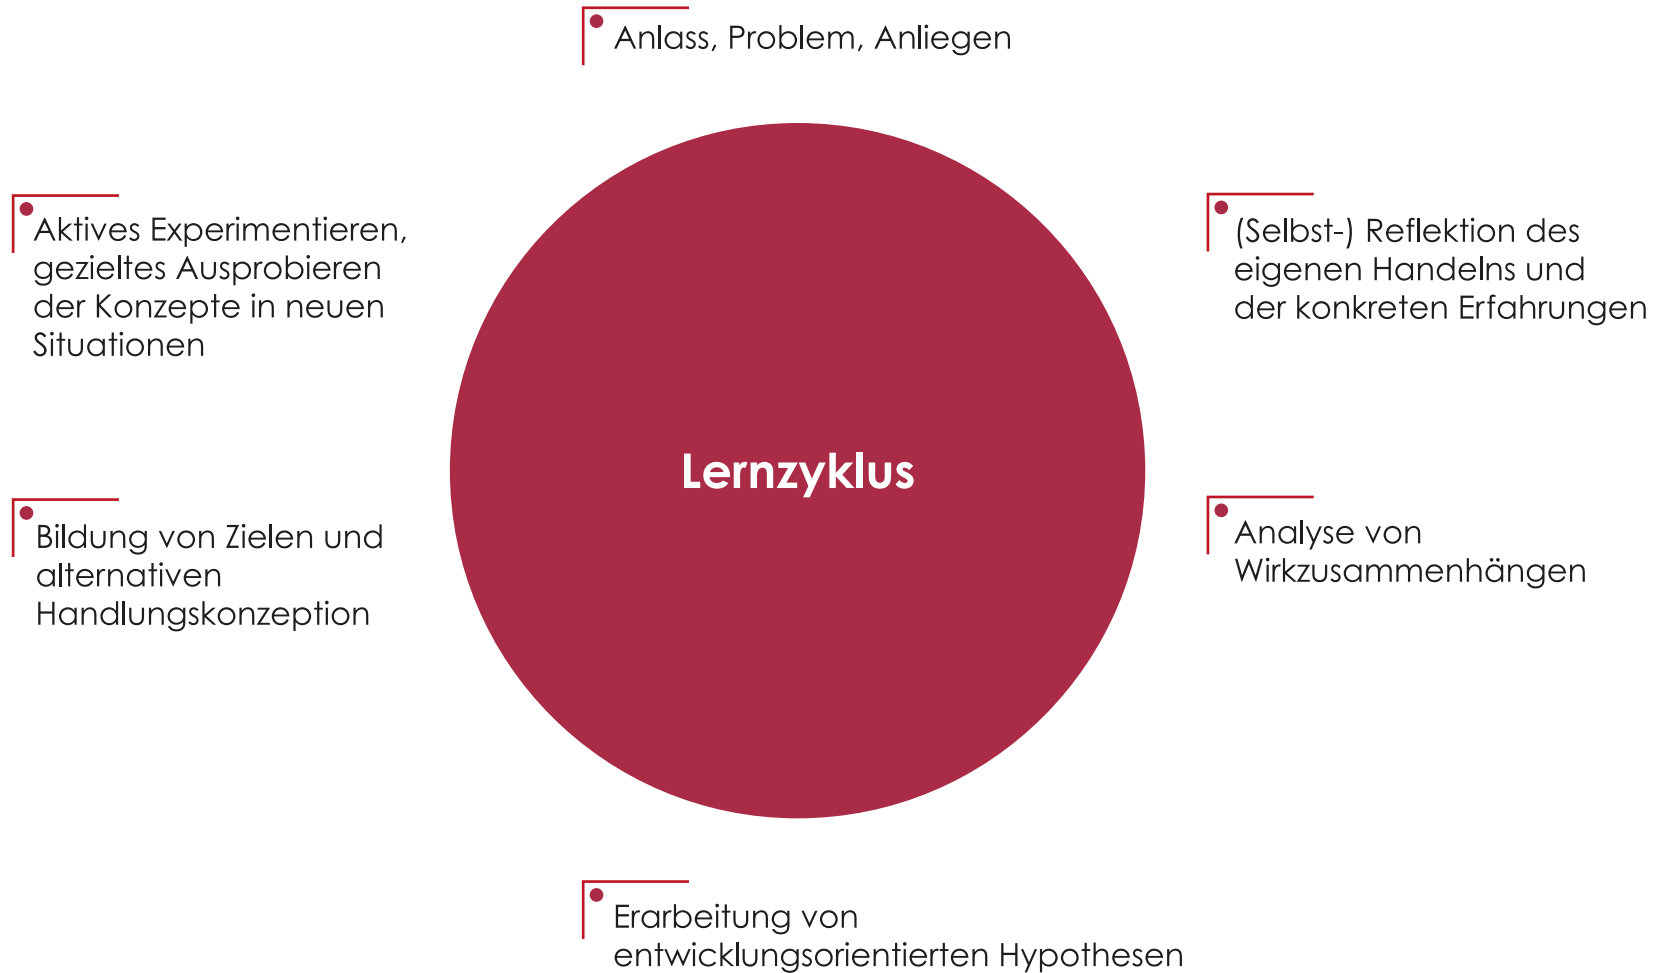 Anlass, Problem, Anliegen
(Selbst-) Reflektion des
eigenen Handelns und
der konkreten Erfahrungen
Analyse von
Wirkzusammenhängen
Erarbeitung von
entwicklungsorientierten Hypothesen
Bildung von Zielen und
alternativen
Handlungskonzeption
Aktives Experimentieren,
gezieltes Ausprobieren
der Konzepte in neuen
Situationen
Lernzyklus